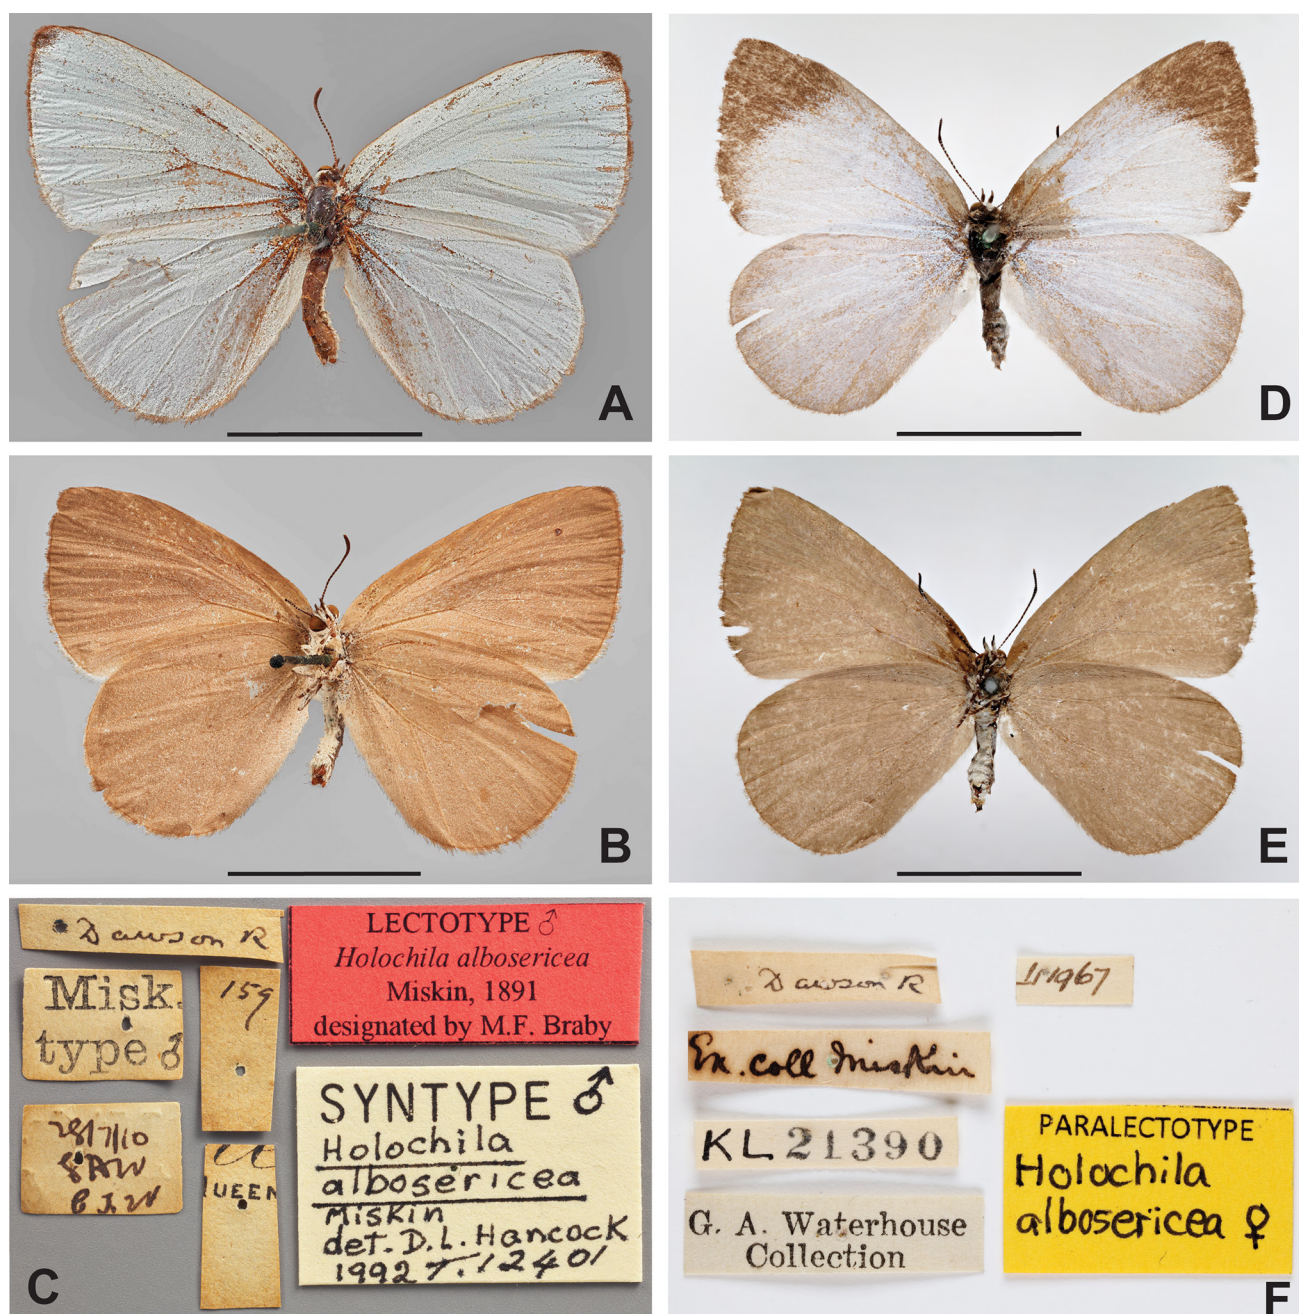 A
D
B
E
Dawson R
Misk.
type ♂
159
28/7/10
UEEN
LECTOTYPE ♂
Holochila albosericea
Miskin, 1891
designated by M.F. Braby
SYNTYPE ♂
Holochila
albosericea
Miskin
det. D.L. Hancock
1992 T.12401
C
Dawson R
Ex. coll Miskin
KL 21390
G. A. Waterhouse
Collection
PARALECTOTYPE
Holochila
albosericea ♀
F